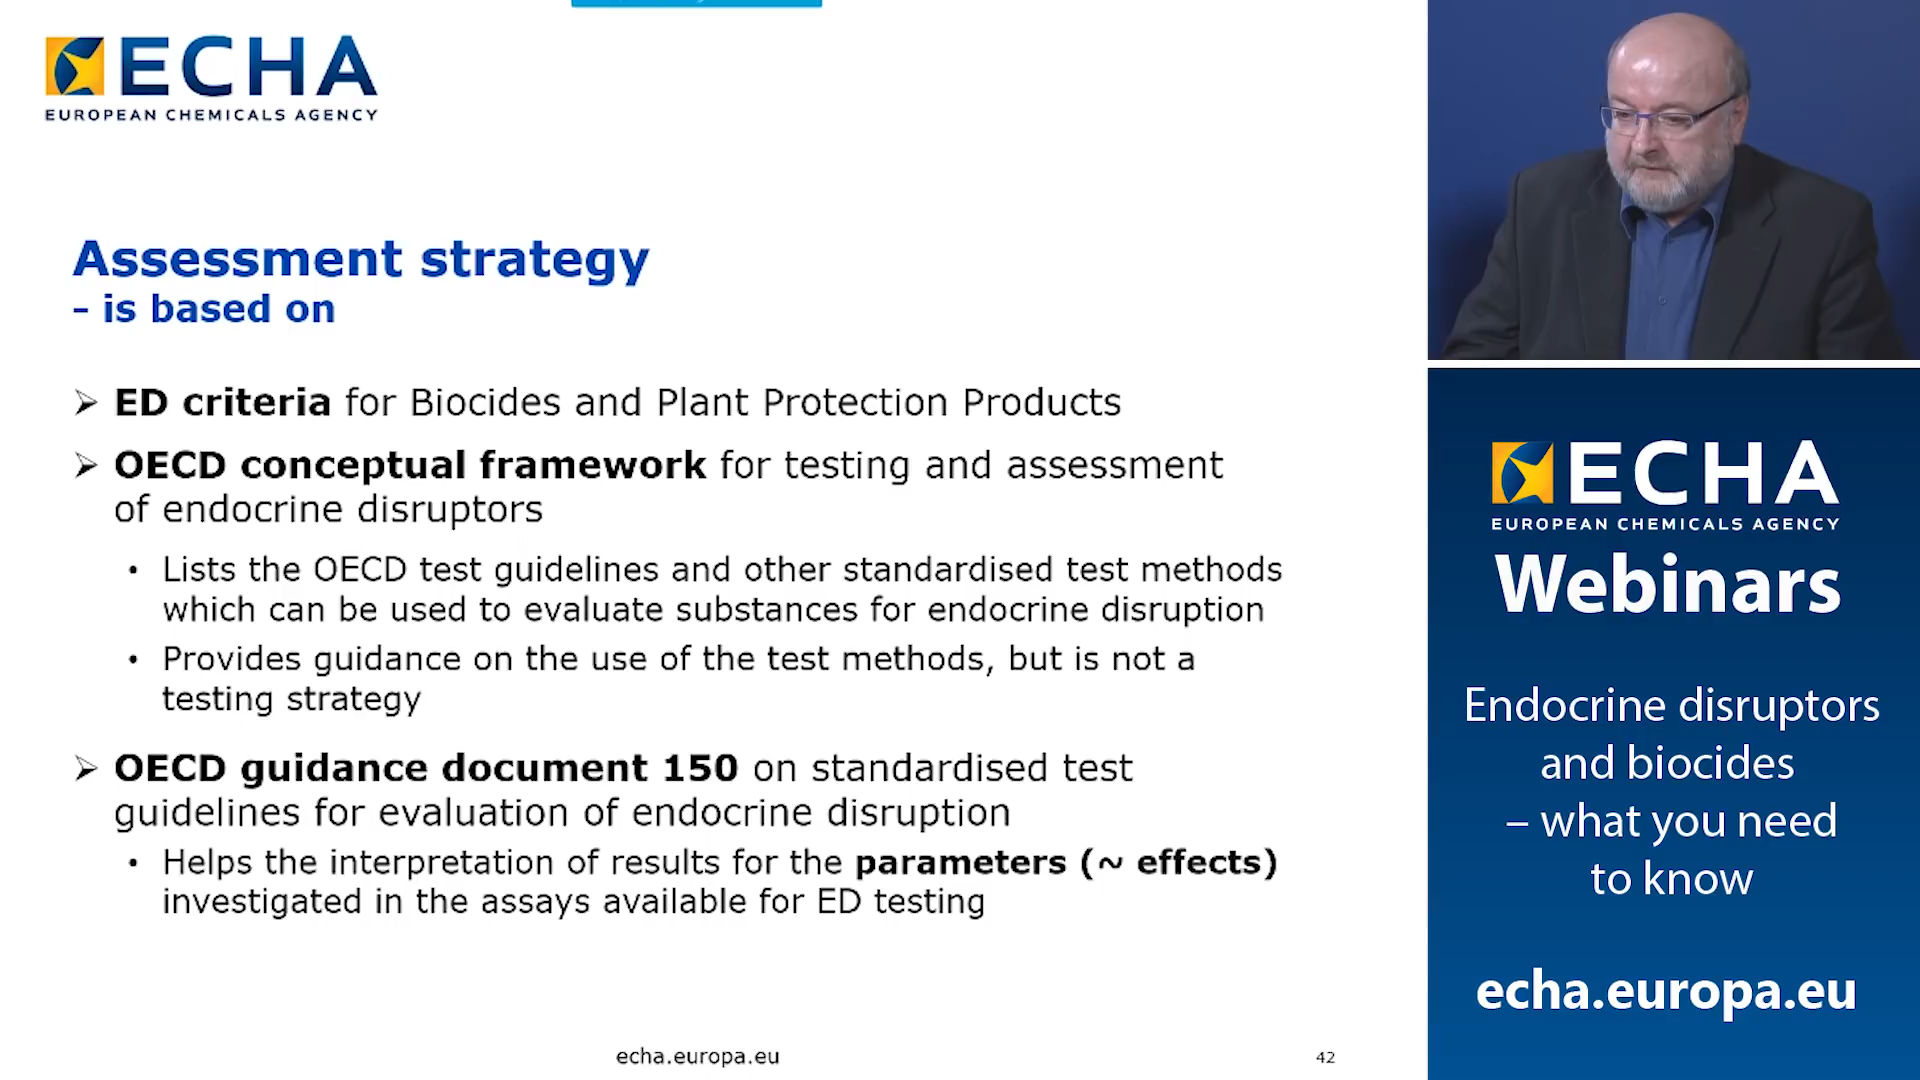 ECHA
EUROPEAN CHEMICALS AGENCY
Assessment strategy
- is based on
➢ ED criteria for Biocides and Plant Protection Products
➢ OECD conceptual framework for testing and assessment
of endocrine disruptors
• Lists the OECD test guidelines and other standardised test methods
which can be used to evaluate substances for endocrine disruption
• Provides guidance on the use of the test methods, but is not a
testing strategy
➢ OECD guidance document 150 on standardised test
guidelines for evaluation of endocrine disruption
• Helps the interpretation of results for the parameters (~ effects)
investigated in the assays available for ED testing
echa.europa.eu
42
ECHA
EUROPEAN CHEMICALS AGENCY
Webinars
Endocrine disruptors
and biocides
– what you need
to know
echa.europa.eu